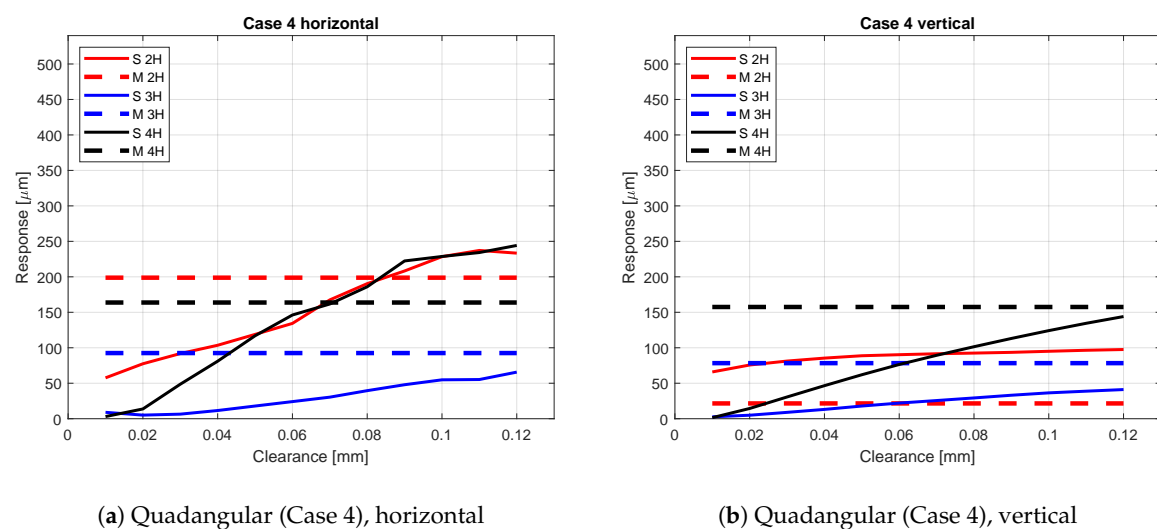 Case 4 horizontal
500
450
400
350
300
250
200
150
100
50
0
Response [μm]
S 2H
M 2H
S 3H
M 3H
S 4H
M 4H
0 0.02 0.04 0.06 0.08 0.1 0.12
Clearance [mm]
(a) Quadangular (Case 4), horizontal
Case 4 vertical
500
450
400
350
300
250
200
150
100
50
0
Response [μm]
S 2H
M 2H
S 3H
M 3H
S 4H
M 4H
0 0.02 0.04 0.06 0.08 0.1 0.12
Clearance [mm]
(b) Quadangular (Case 4), vertical